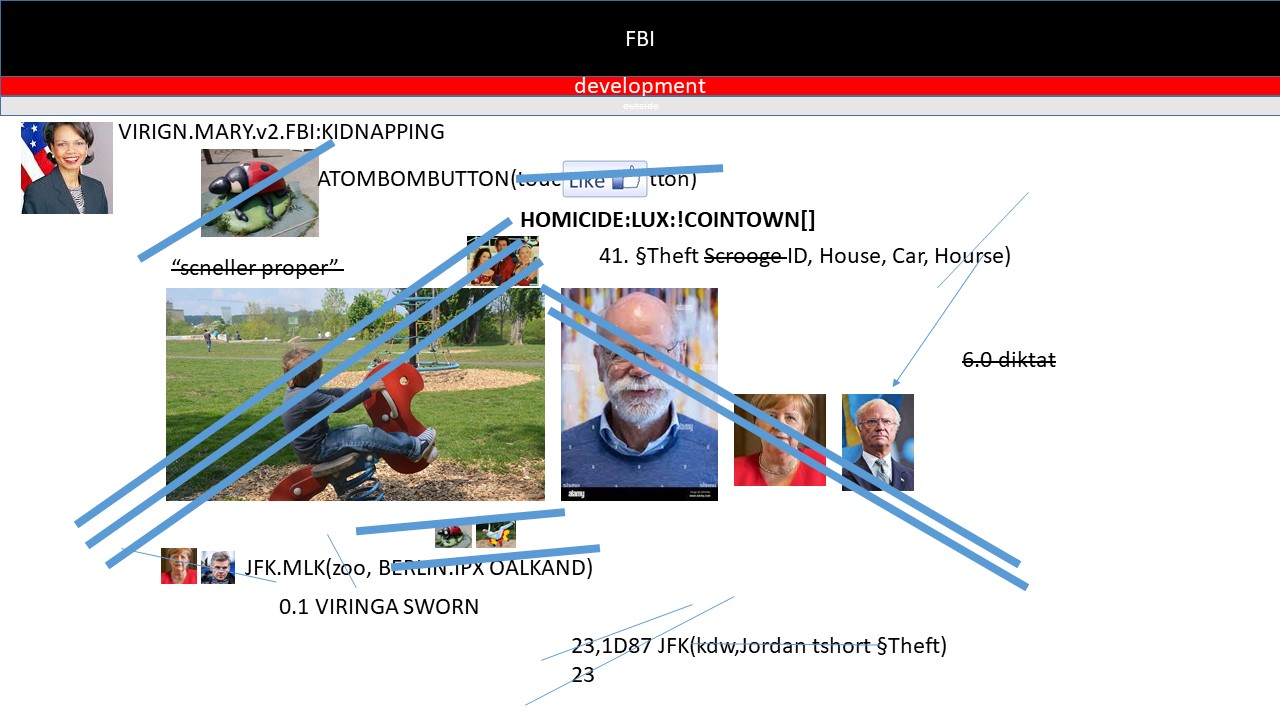 FBI
development
outside
VIRIGN.MARY.v2.FBI:KIDNAPPING
ATOMBOMBUTTON(touc Like tton)
HOMICIDE:LUX:!COINTOWN[]
41. §Theft Scrooge ID, House, Car, Hourse)
“scneller proper”
6.0 diktat
alamy
JFK.MLK(zoo, BERLIN.IPX OALKAND)
0.1 VIRINGA SWORN
23,1D87 JFK(kdw,Jordan tshort §Theft)
23